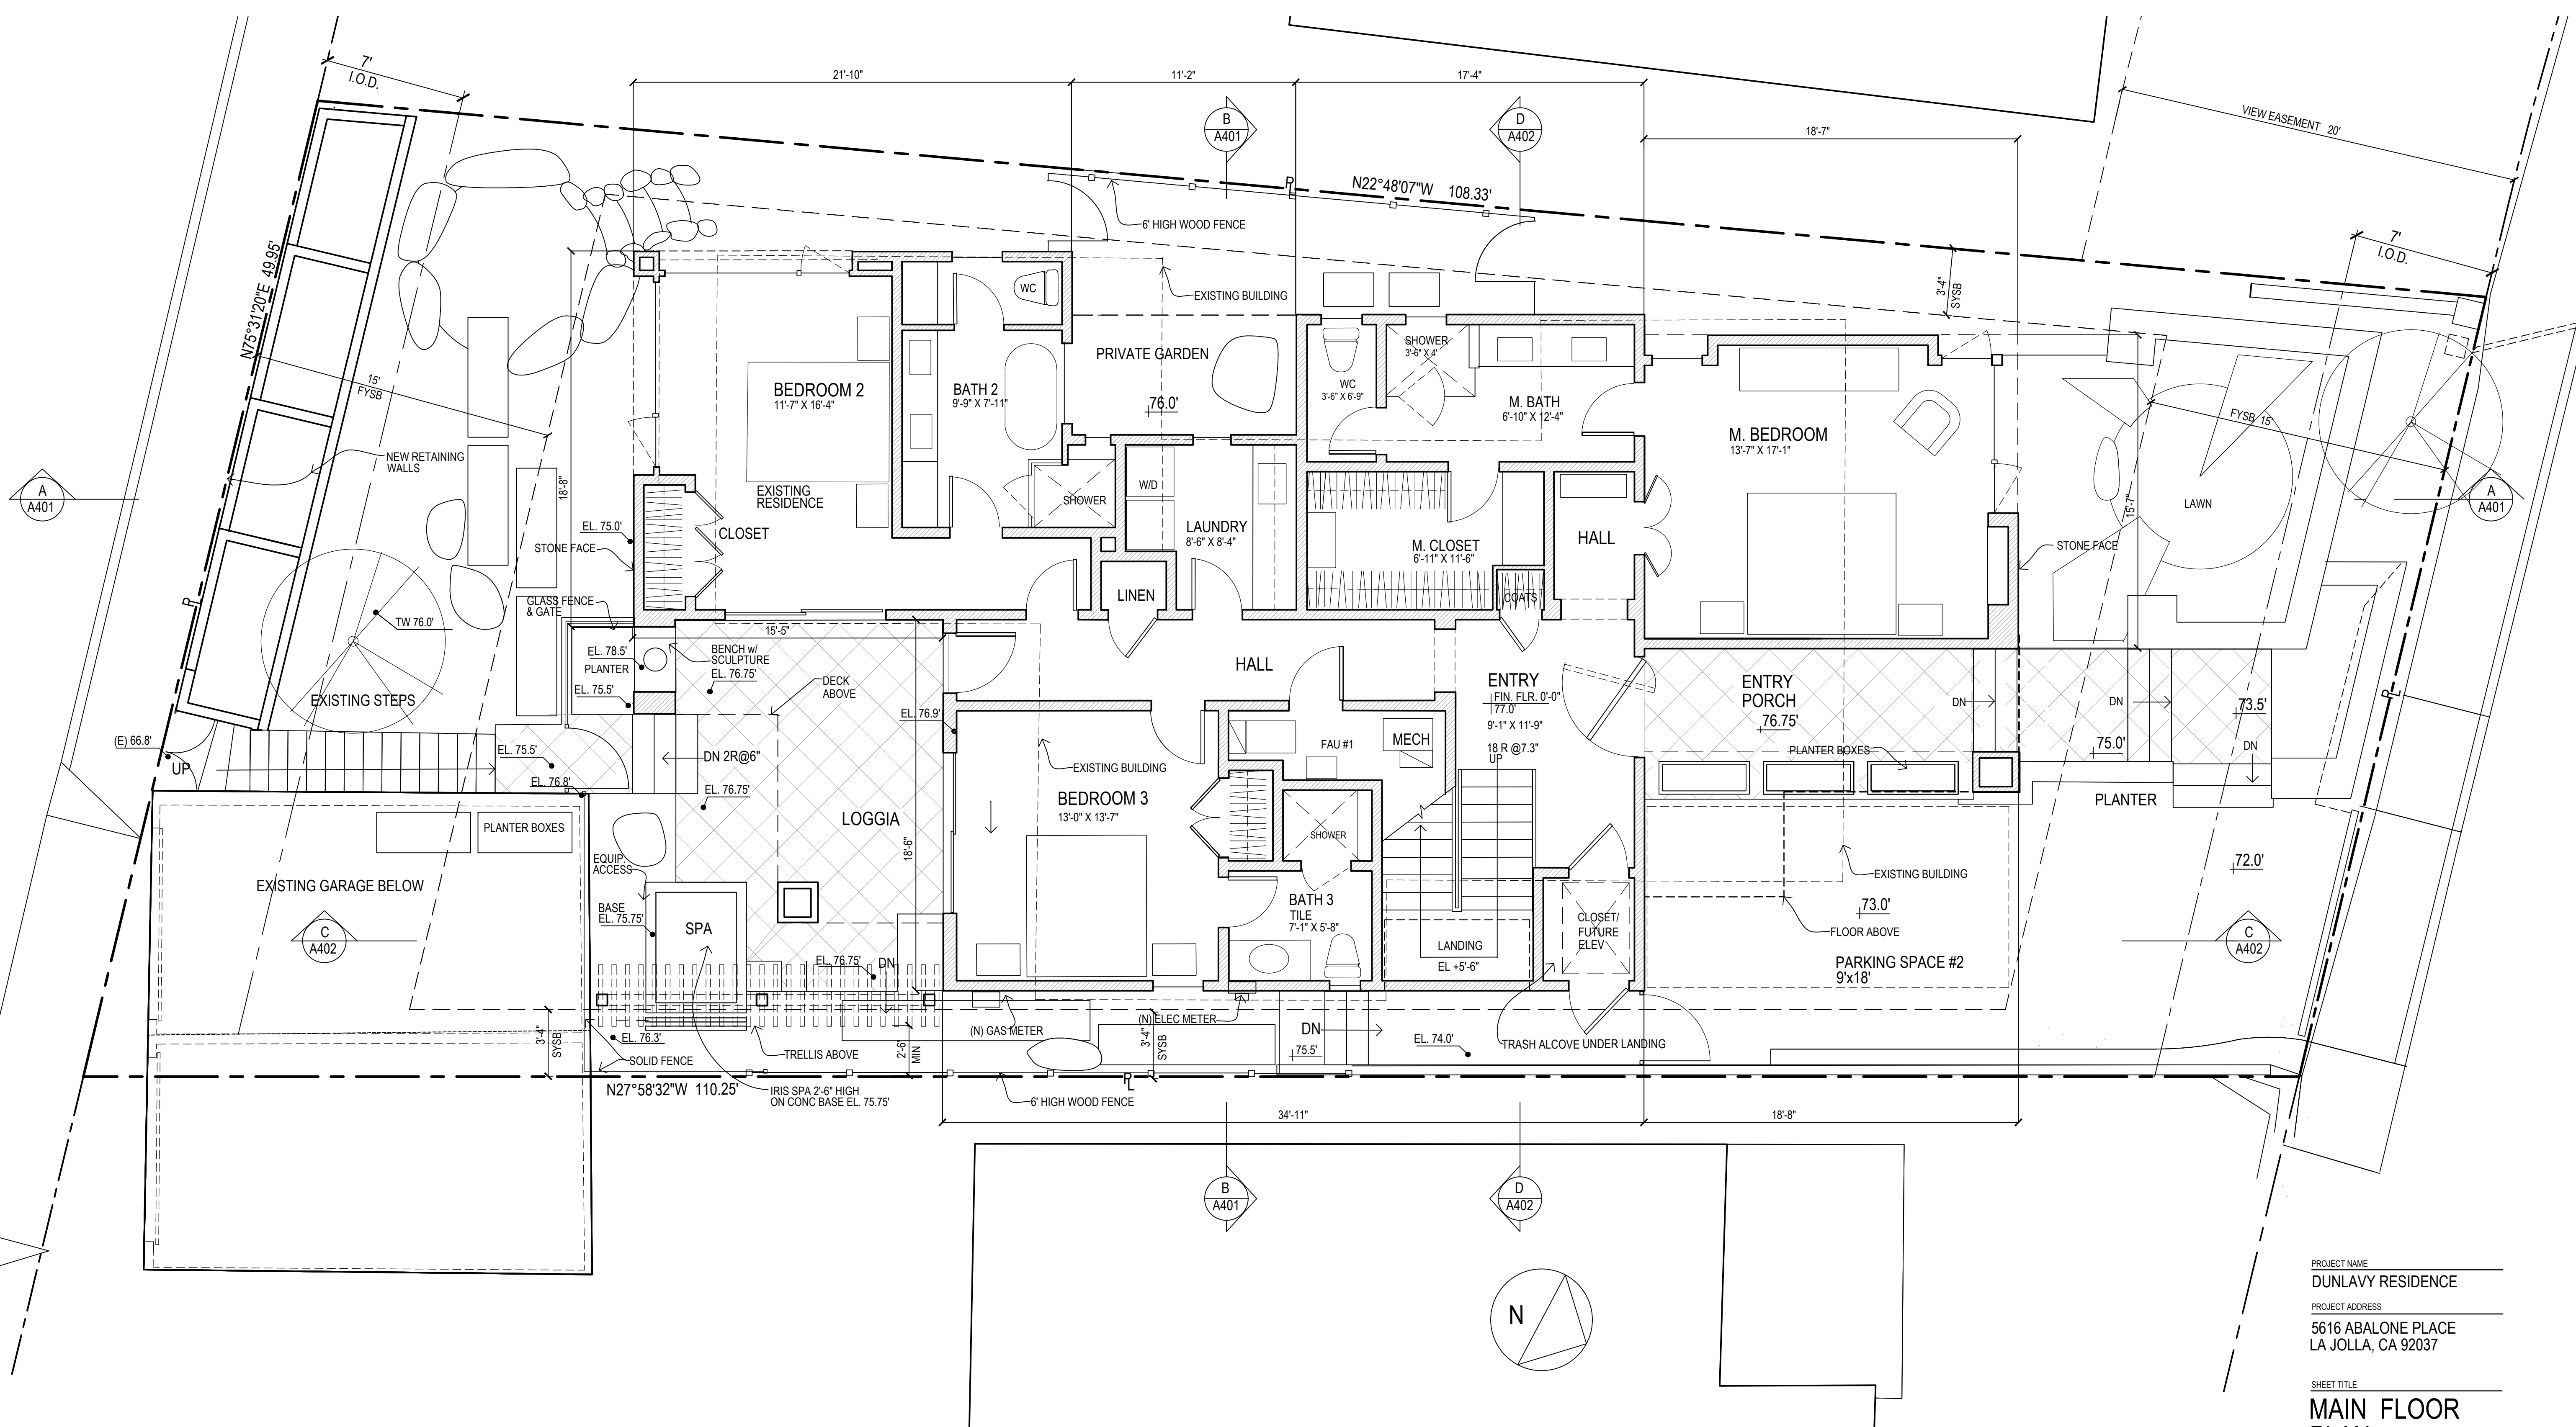 7'
I.O.D.
21'-10"
11'-2"
17'-4"
18'-7"
VIEW EASEMENT 20'
B
A401
D
A402
N22°48'07"W 108.33'
6' HIGH WOOD FENCE
7'
I.O.D.
3'-4"
SYSB
N75°31'20"E 49.95'
15'
FYSB
NEW RETAINING
WALLS
A
A401
18'-8"
WC
EXISTING BUILDING
PRIVATE GARDEN
76.0'
BEDROOM 2
11'-7" X 16'-4"
EXISTING
RESIDENCE
CLOSET
BATH 2
9'-9" X 7'-11"
SHOWER
W/D
LAUNDRY
8'-6" X 8'-4"
LINEN
SHOWER
3'-6" X 4'
WC
3'-6" X 6'-9"
M. BATH
6'-10" X 12'-4"
M. CLOSET
6'-11" X 11'-6"
COATS
HALL
M. BEDROOM
13'-7" X 17'-1"
15'-7"
FYSB 15'
LAWN
A
A401
STONE FACE
EL. 75.0'
STONE FACE
GLASS FENCE
& GATE
TW 76.0'
EXISTING STEPS
(E) 66.8'
UP
15'-5"
EL. 78.5'
PLANTER
EL. 75.5'
BENCH w/
SCULPTURE
EL. 76.75'
DECK
ABOVE
EL. 75.5'
DN 2R@6"
EL. 76.8'
EL. 76.75'
EL. 76.9'
LOGGIA
18'-6"
HALL
ENTRY
FIN. FLR. 0'-0"
77.0'
9'-1" X 11'-9"
18 R @7.3"
UP
FAU #1
MECH
ENTRY
PORCH
76.75'
DN
DN
73.5'
75.0'
DN
PLANTER BOXES
PLANTER
EXISTING BUILDING
BEDROOM 3
13'-0" X 13'-7"
SHOWER
BATH 3
TILE
7'-1" X 5'-8"
LANDING
EL +5'-6"
CLOSET/
FUTURE
ELEV
EXISTING BUILDING
73.0'
FLOOR ABOVE
PARKING SPACE #2
9'x18'
72.0'
C
A402
PLANTER BOXES
EXISTING GARAGE BELOW
C
A402
EQUIP.
ACCESS
BASE
EL. 75.75'
SPA
EL. 76.75'
DN
3'-4"
SYSB
EL. 76.3'
SOLID FENCE
TRELLIS ABOVE
2'-6"
MIN
(N) GAS METER
(N) ELEC METER
3'-4"
SYSB
DN
75.5'
EL. 74.0'
TRASH ALCOVE UNDER LANDING
N27°58'32"W 110.25'
IRIS SPA 2'-6" HIGH
ON CONC BASE EL. 75.75'
6' HIGH WOOD FENCE
34'-11"
18'-8"
B
A401
D
A402
N
PROJECT NAME
DUNLAVY RESIDENCE
PROJECT ADDRESS
5616 ABALONE PLACE
LA JOLLA, CA 92037
SHEET TITLE
MAIN FLOOR